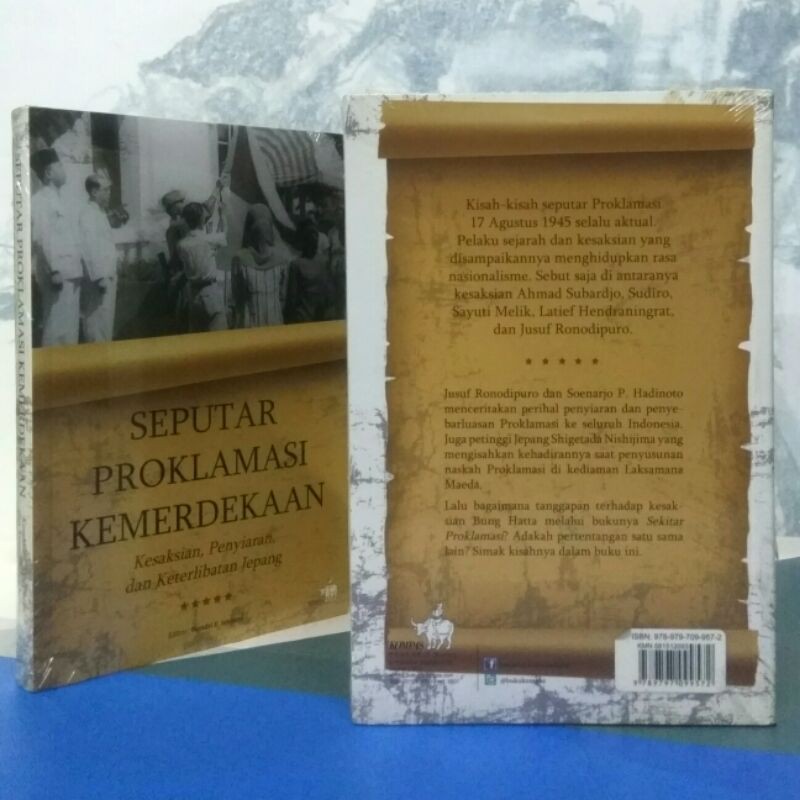 SEPUTAR PROKLAMASI KEMERDEKAAN
SEPUTAR
PROKLAMASI
KEMERDEKAAN
Kesaksian, Penyiaran,
dan Keterlibatan Jepang
★★★★★
Editor:
Kisah-kisah seputar Proklamasi
17 Agustus 1945 selalu aktual.
Pelaku sejarah dan kesaksian yang
disampaikannya menghidupkan rasa
nasionalisme. Sebut saja di antaranya
kesaksian Ahmad Subardjo, Sudiro,
Sayuti Melik, Latief Hendraningrat,
dan Jusuf Ronodipuro.
★ ★ ★ ★ ★
Jusuf Ronodipuro dan Soenarjo P. Hadinoto
menceritakan perihal penyiaran dan penye-
barluasan Proklamasi ke seluruh Indonesia.
Juga petinggi Jepang Shigetada Nishijima yang
mengisahkan kehadirannya saat penyusunan
naskah Proklamasi di kediaman Laksamana
Maeda.
Lalu bagaimana tanggapan terhadap kesak-
sian Bung Hatta melalui bukunya Sekitar
Proklamasi? Adakah pertentangan satu sama
lain? Simak kisahnya dalam buku ini.
KOMPAS
ISBN: 978-979-709-957-2
9 789797 099572